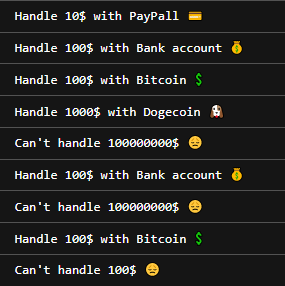 Handle 10$ with PayPall 💳
Handle 100$ with Bank account 💰
Handle 100$ with Bitcoin 💲
Handle 1000$ with Dogecoin 🐶
Can't handle 100000000$ 😔
Handle 100$ with Bank account 💰
Can't handle 100000000$ 😔
Handle 100$ with Bitcoin 💲
Can't handle 100$ 😔